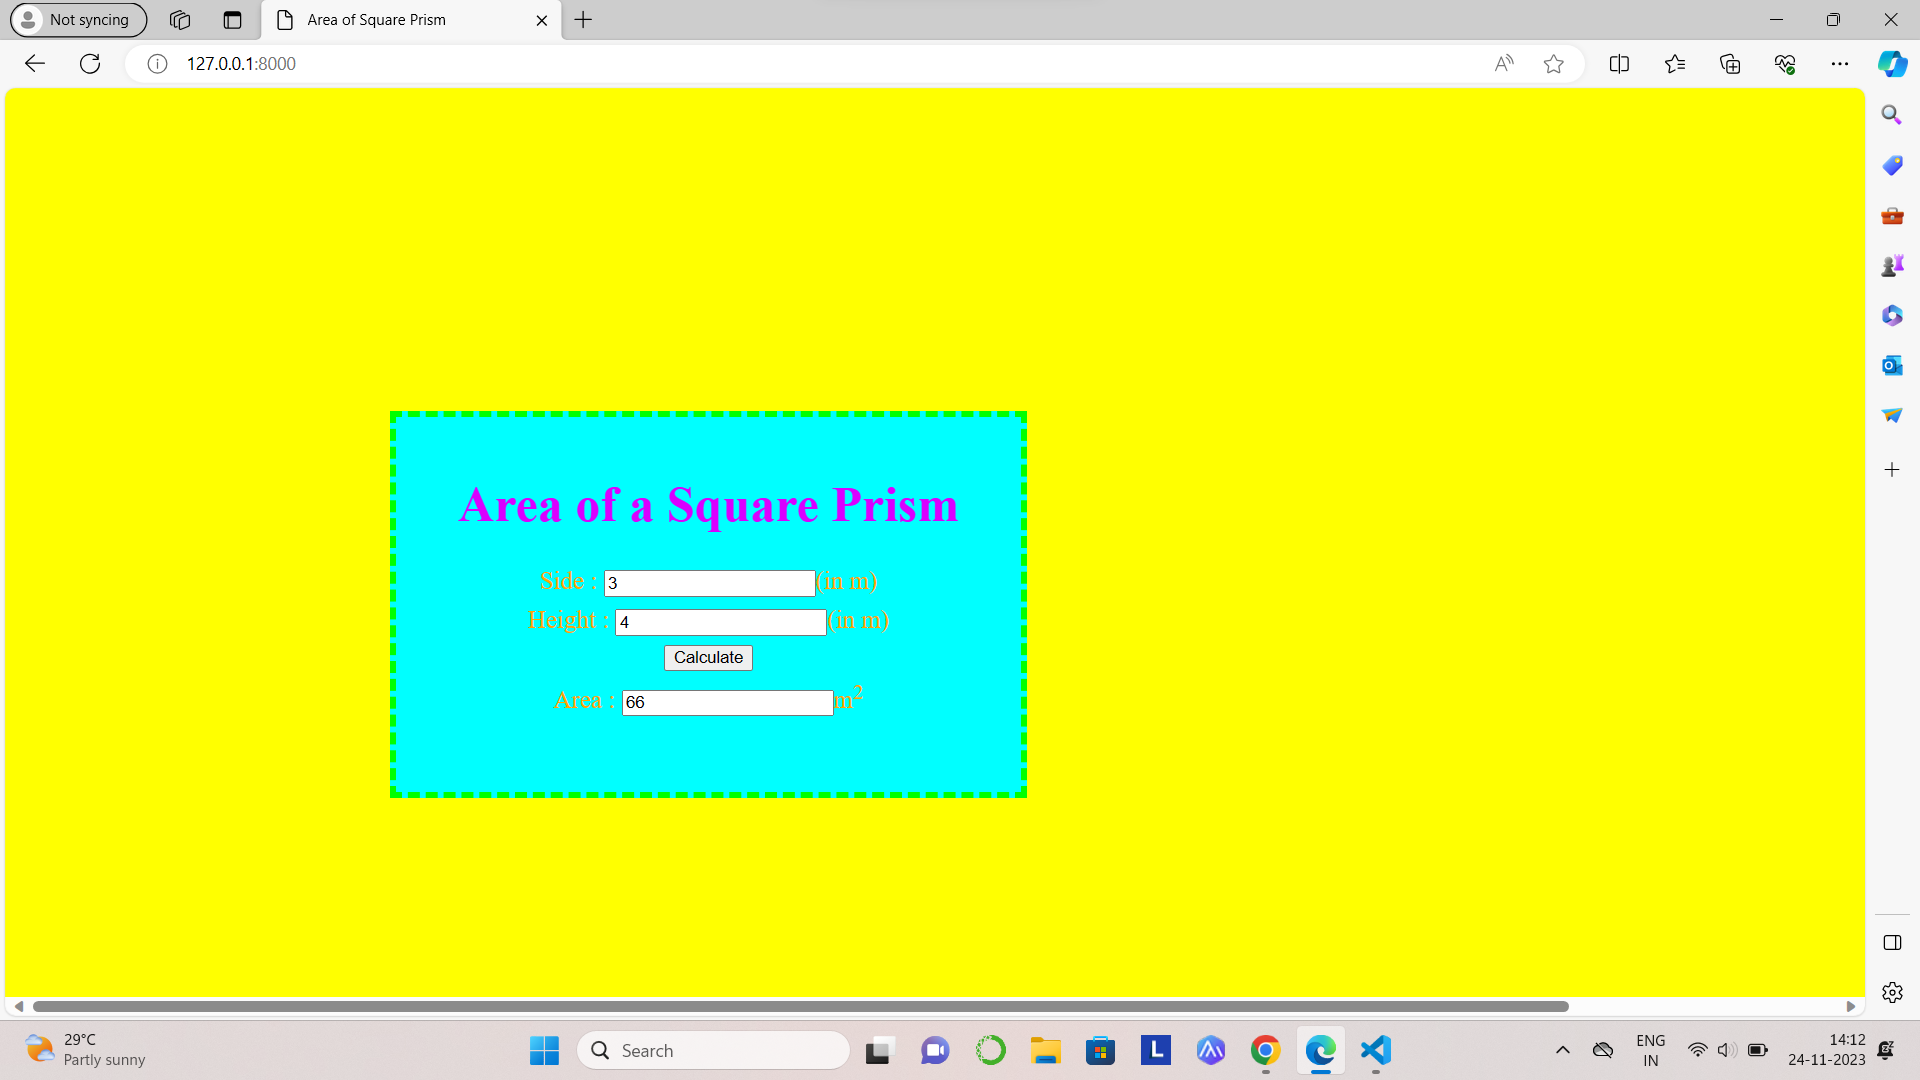 Not syncing
Area of Square Prism
127.0.0.1:8000
Area of a Square Prism
Side : 3 (in m)
Height : 4 (in m)
Calculate
Area : 66 m²
29°C
Partly sunny
Search
L
ENG
IN
14:12
24-11-2023